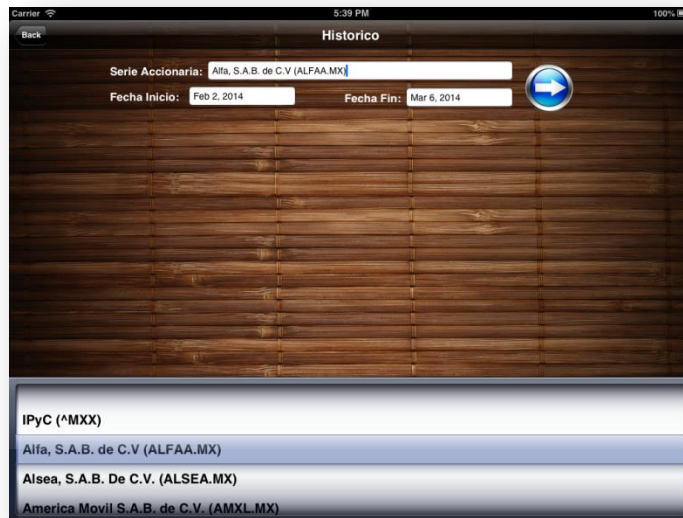 Carrier 5:39 PM 100%
Back Historico
Serie Accionaria: Alfa, S.A.B. de C.V (ALFAA.MX)
Fecha Inicio: Feb 2, 2014 Fecha Fin: Mar 6, 2014
IPyC (^MXX)
Alfa, S.A.B. de C.V (ALFAA.MX)
Alsea, S.A.B. De C.V. (ALSEA.MX)
America Movil S.A.B. de C.V. (AMXL.MX)